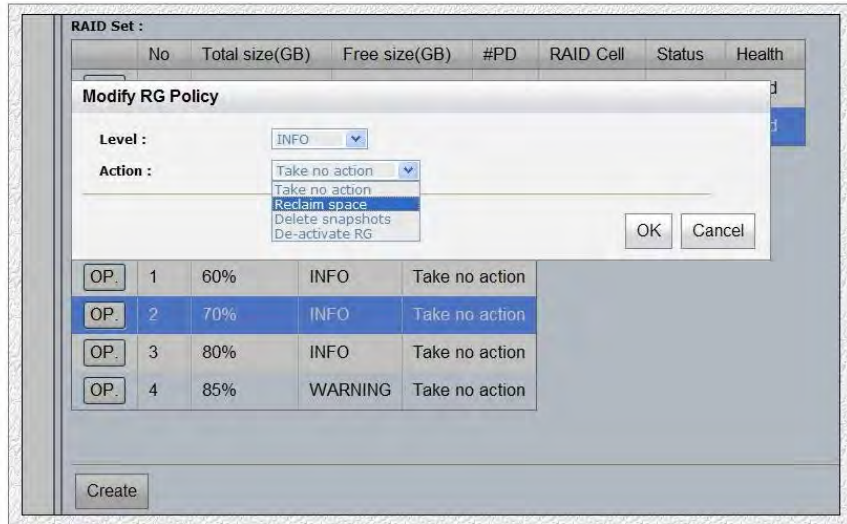 RAID Set :
No Total size(GB) Free size(GB) #PD RAID Cell Status Health
Modify RG Policy
Level : INFO
Action : Take no action
Take no action
Reclaim space
Delete snapshots
De-activate RG
OK Cancel
OP. 1 60% INFO Take no action
OP. 2 70% INFO Take no action
OP. 3 80% INFO Take no action
OP. 4 85% WARNING Take no action
Create